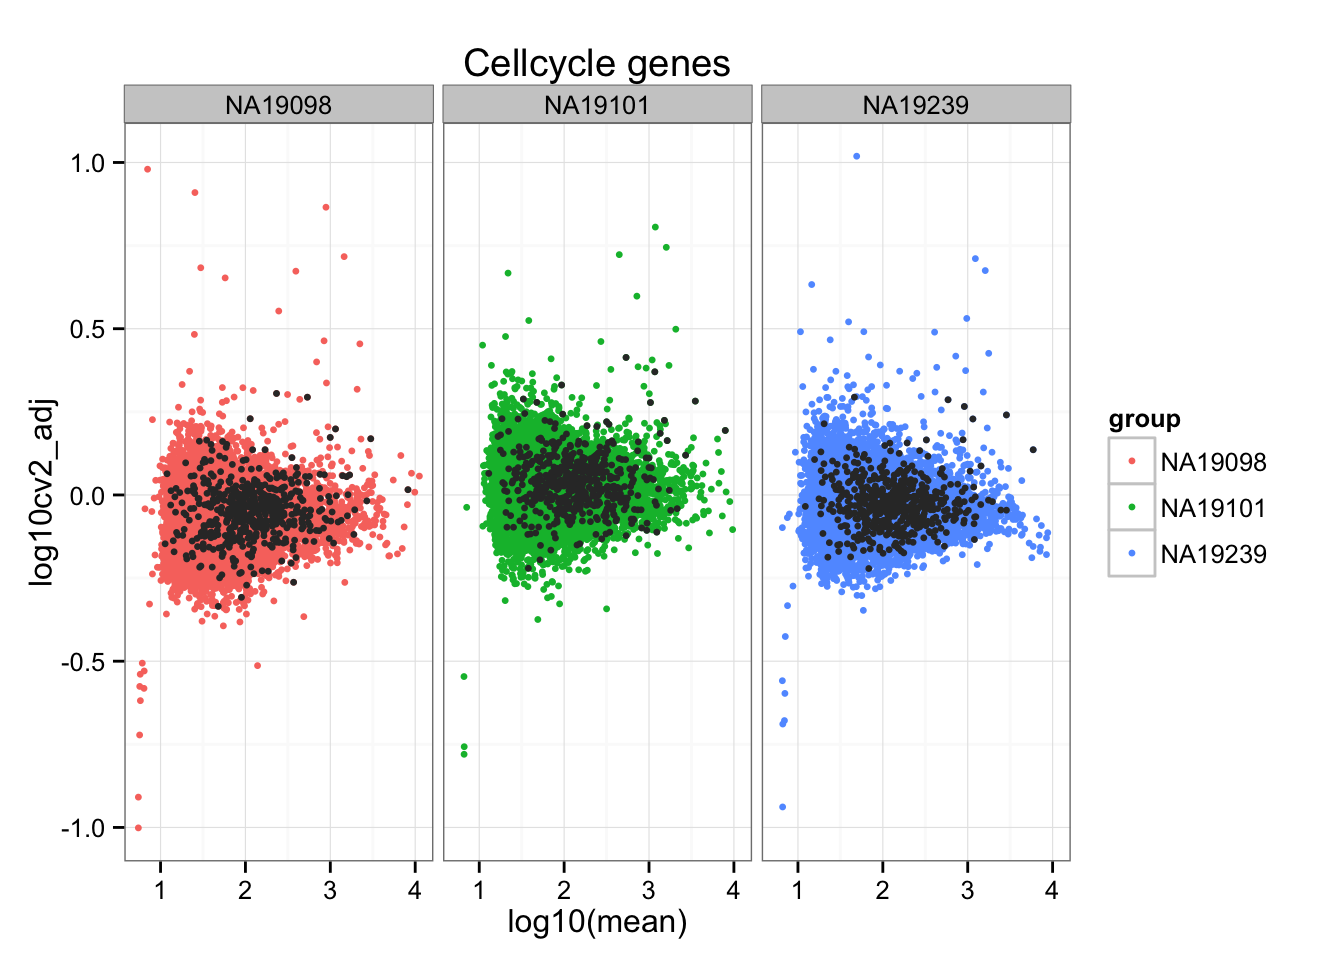 Cellcycle genes
NA19098 NA19101 NA19239
1.0
0.5
0.0
-0.5
-1.0
log10cv2_adj
1 2 3 4 1 2 3 4 1 2 3 4
log10(mean)
group
NA19098
NA19101
NA19239